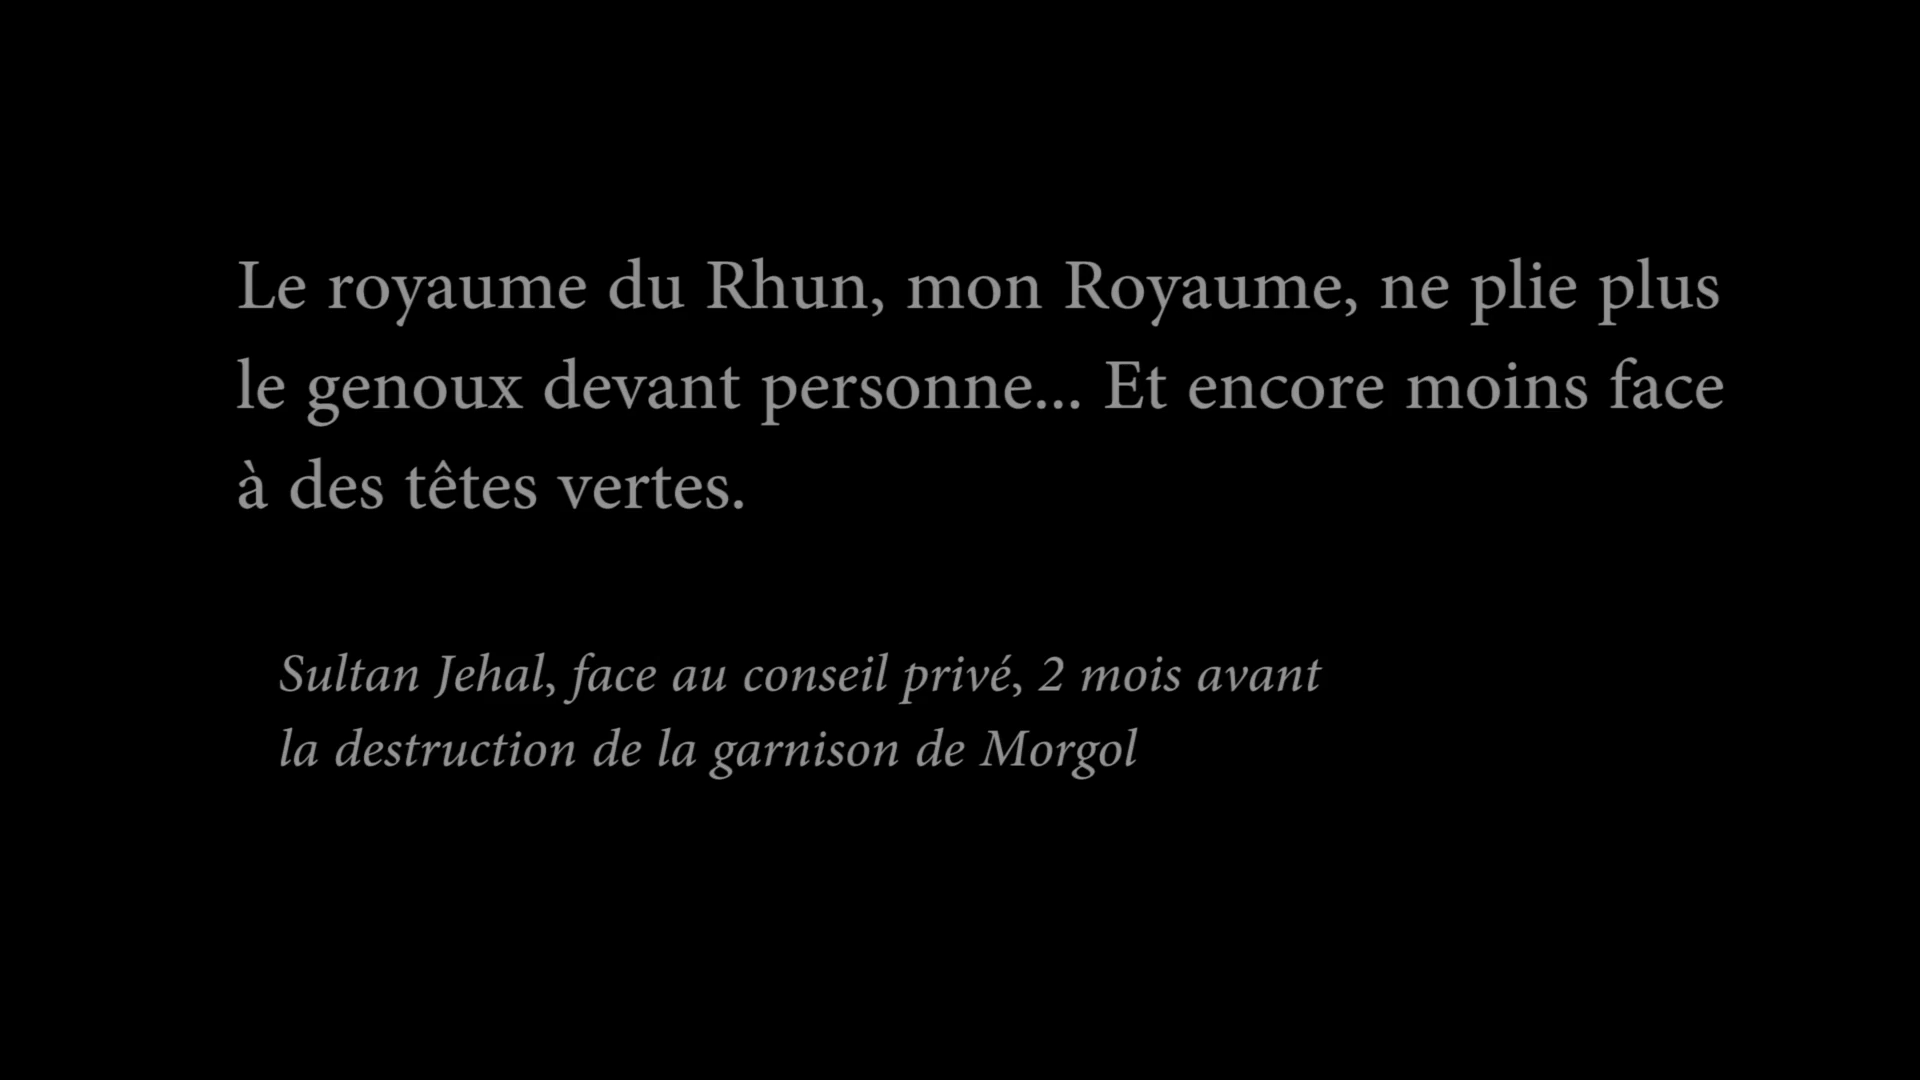 Le royaume du Rhun, mon Royaume, ne plie plus
le genoux devant personne... Et encore moins face
à des têtes vertes.
Sultan Jehal, face au conseil privé, 2 mois avant
la destruction de la garnison de Morgol